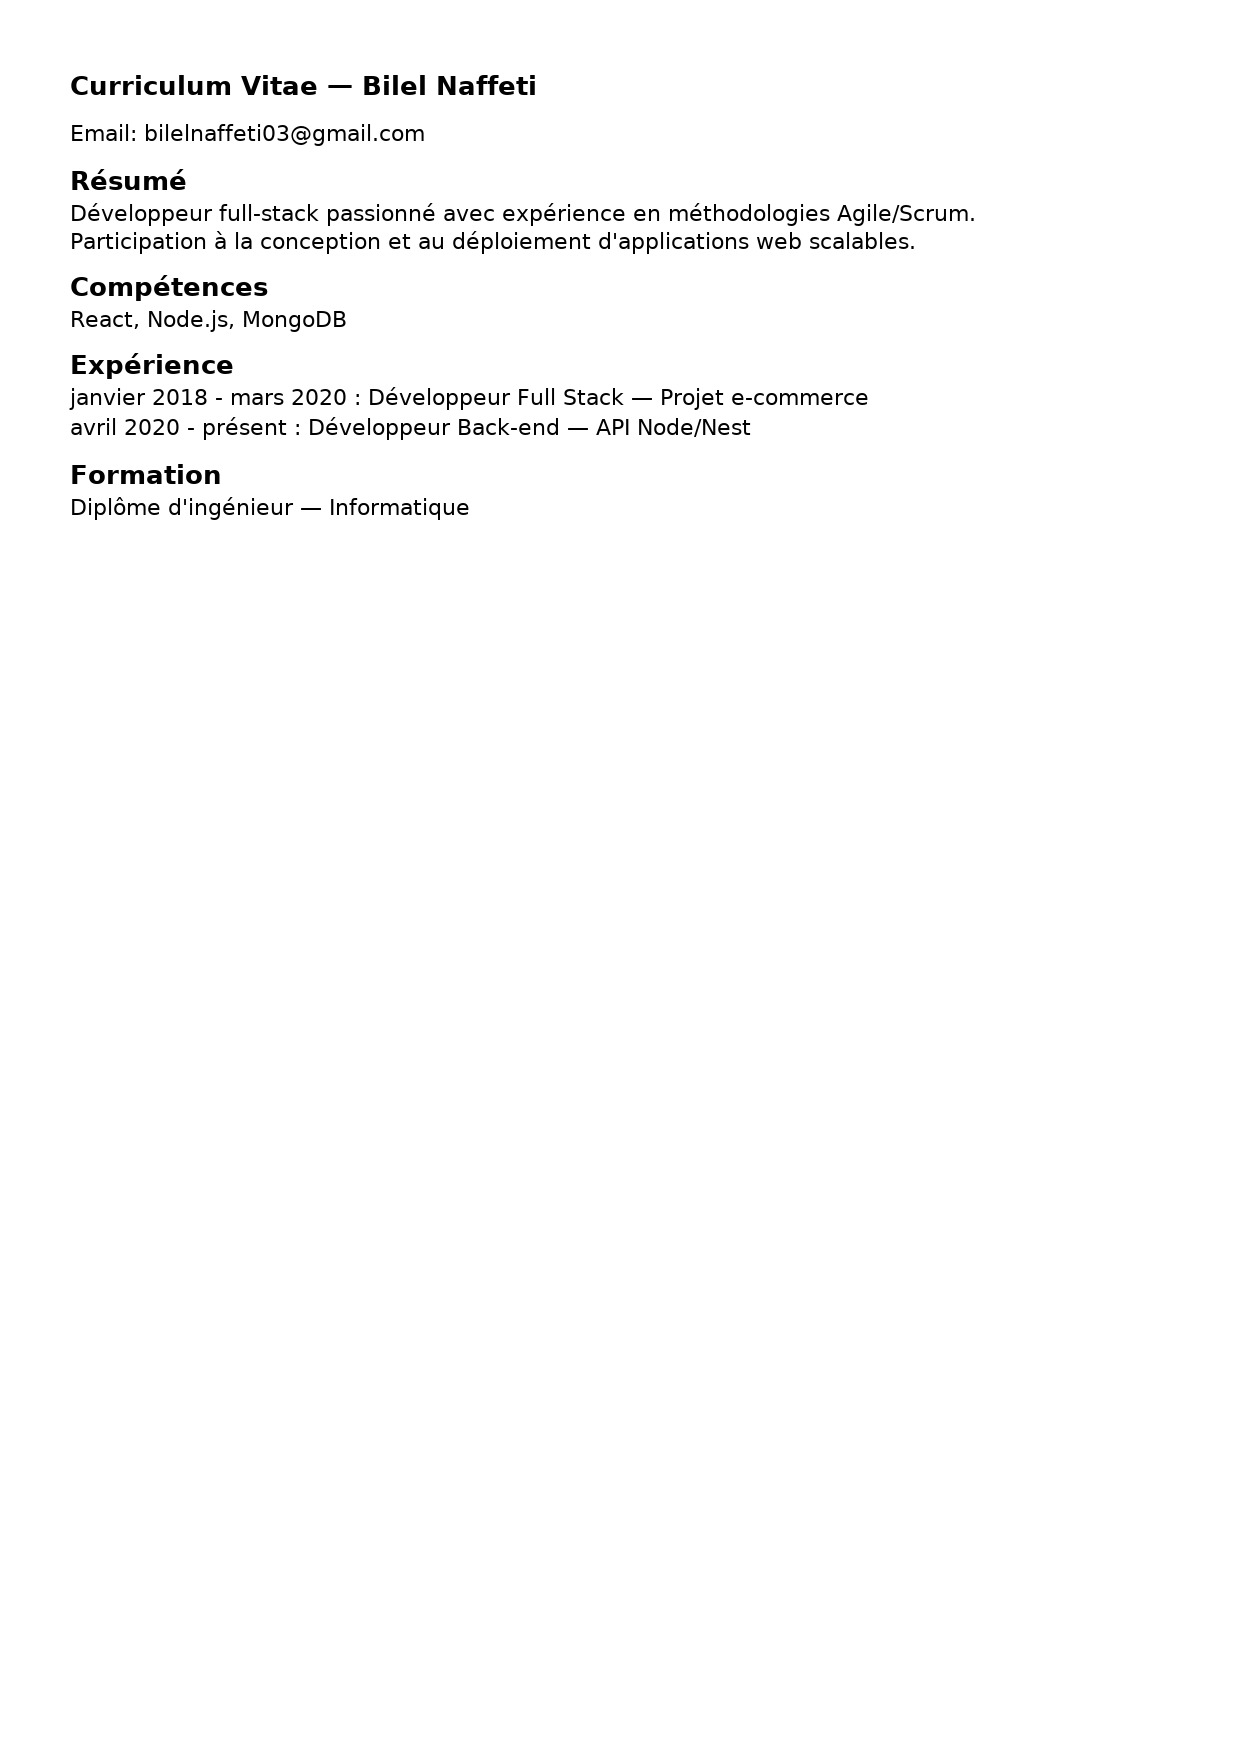 Curriculum Vitae — Bilel Naffeti
Email: bilelnaffeti03@gmail.com
Résumé
Développeur full-stack passionné avec expérience en méthodologies Agile/Scrum.
Participation à la conception et au déploiement d'applications web scalables.
Compétences
React, Node.js, MongoDB
Expérience
janvier 2018 - mars 2020 : Développeur Full Stack — Projet e-commerce
avril 2020 - présent : Développeur Back-end — API Node/Nest
Formation
Diplôme d'ingénieur — Informatique